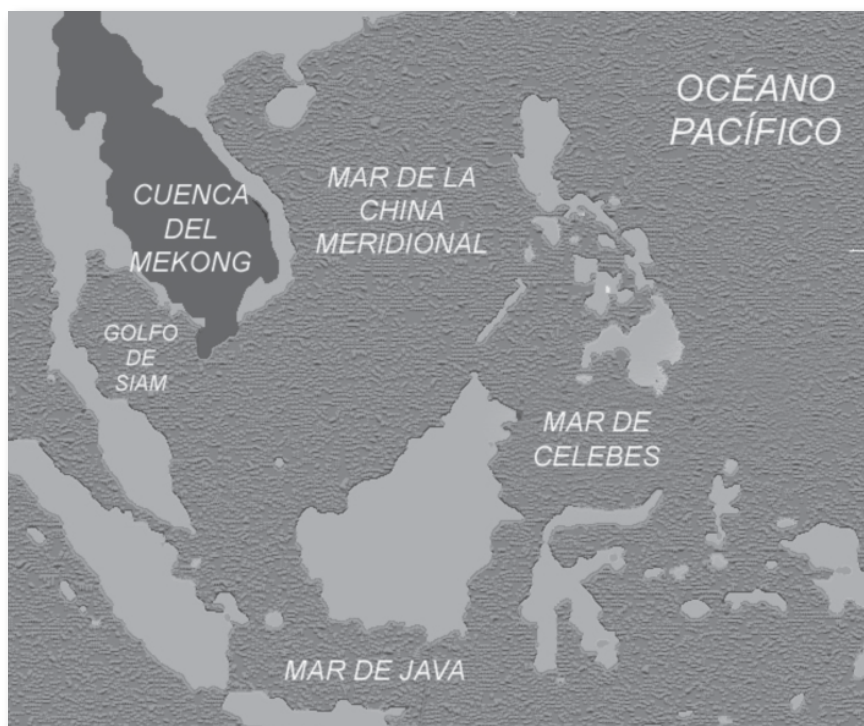 OCÉANO
PACÍFICO
MAR DE LA
CHINA
MERIDIONAL
CUENCA
DEL
MEKONG
GOLFO
DE
SIAM
MAR DE
CELEBES
MAR DE JAVA